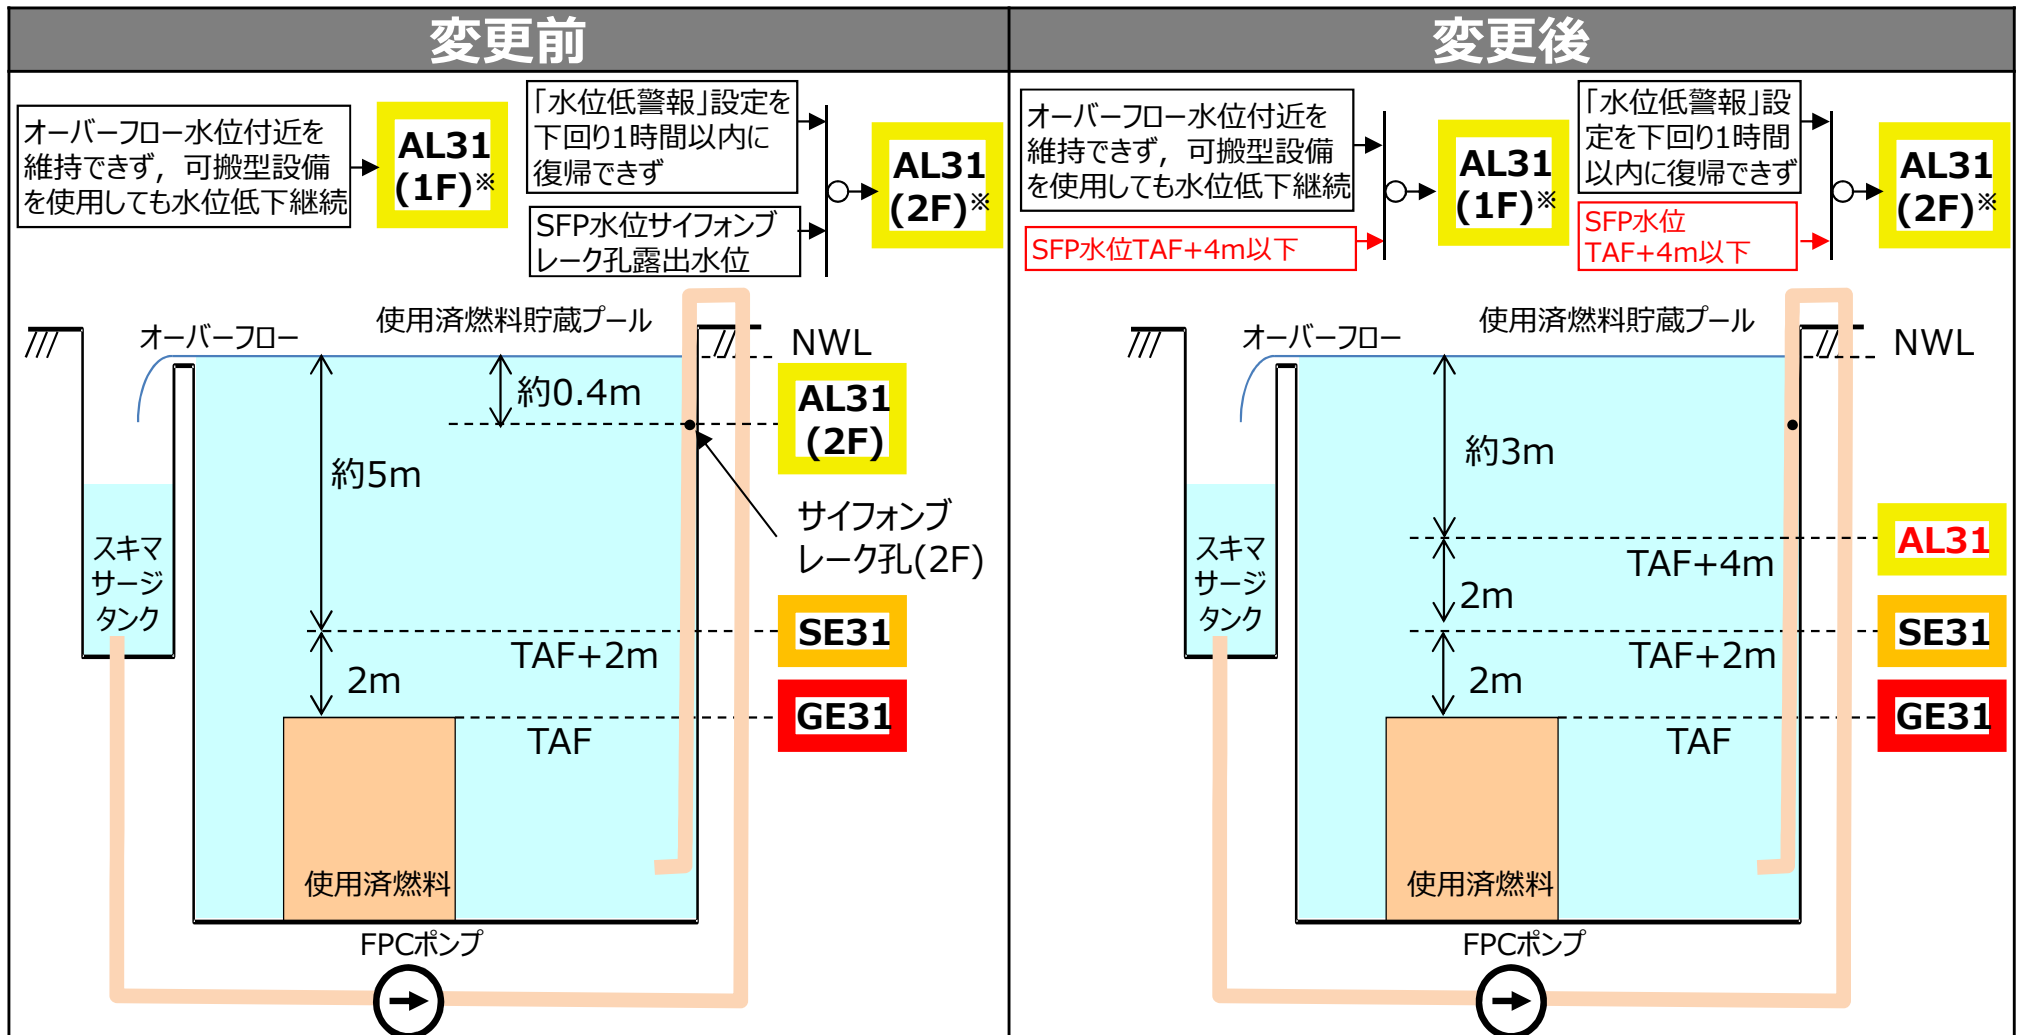 変更前
オーバーフロー水位付近を
維持できず，可搬型設備
を使用しても水位低下継続
AL31
(1F)※
「水位低警報」設定を
下回り1時間以内に
復帰できず
SFP水位サイフォンブ
レーク孔露出水位
AL31
(2F)※
オーバーフロー
使用済燃料貯蔵プール
NWL
約0.4m
AL31
(2F)
約5m
サイフォンブ
レーク孔(2F)
スキマ
サージ
タンク
SE31
TAF+2m
2m
GE31
TAF
使用済燃料
FPCポンプ
変更後
オーバーフロー水位付近を
維持できず，可搬型設備
を使用しても水位低下継続
SFP水位TAF+4m以下
AL31
(1F)※
「水位低警報」設
定を下回り1時間
以内に復帰できず
SFP水位
TAF+4m以下
AL31
(2F)※
オーバーフロー
使用済燃料貯蔵プール
NWL
約3m
AL31
TAF+4m
スキマ
サージ
タンク
2m
SE31
TAF+2m
2m
GE31
TAF
使用済燃料
FPCポンプ